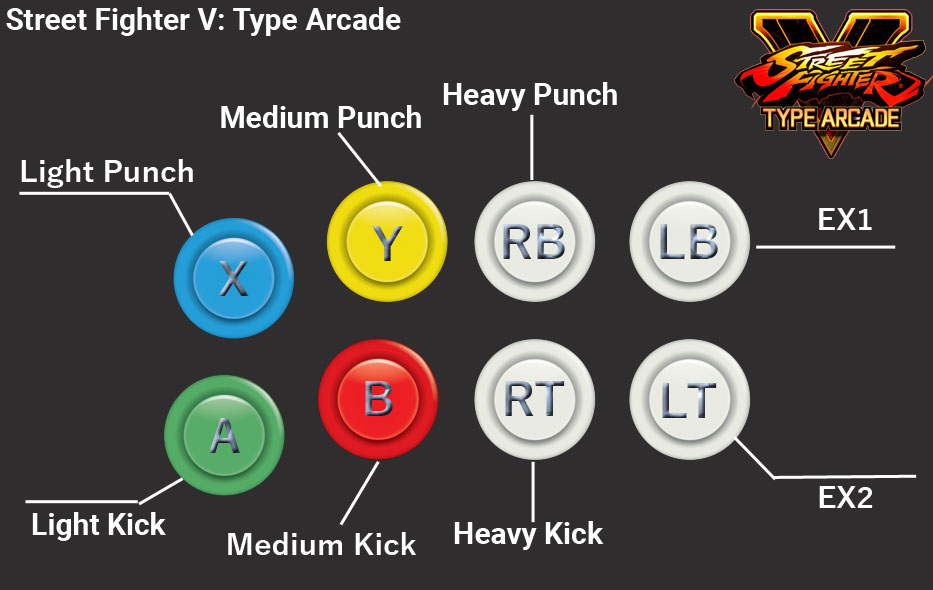 Street Fighter V: Type Arcade
V
STREET
FIGHTER
TYPE ARCADE
Heavy Punch
Medium Punch
Light Punch
EX1
X
Y
RB
LB
A
B
RT
LT
EX2
Light Kick
Medium Kick
Heavy Kick